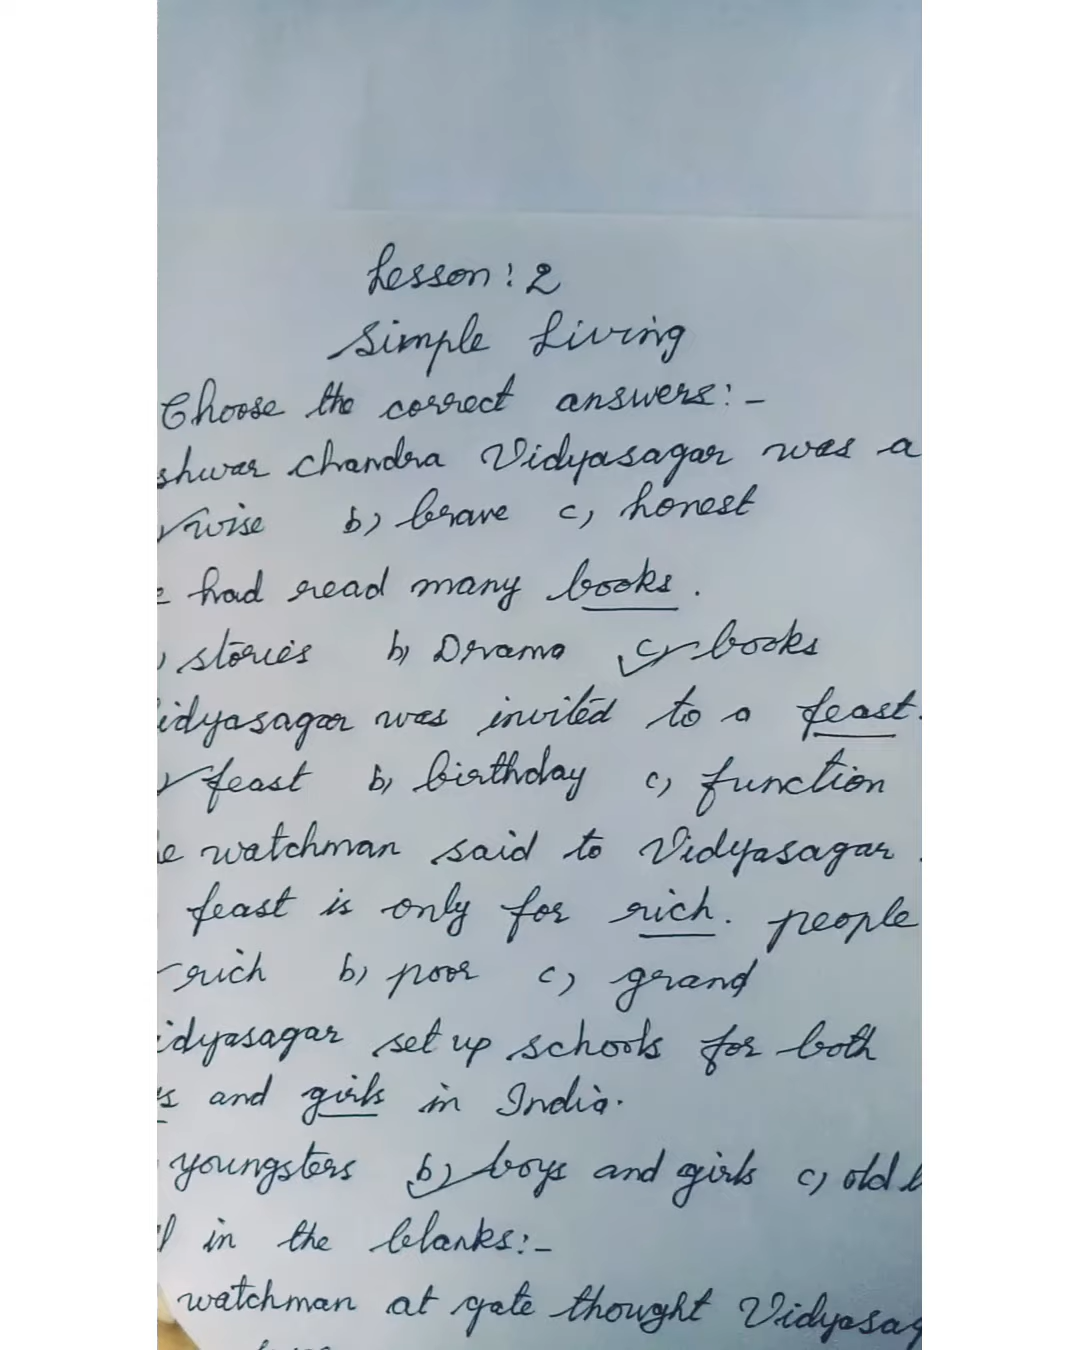 Lesson: 2
Simple Living
Choose the correct answers:-
shwar chandra Vidyasagar was a
wise b) brave c) honest
had read many books.
stories b) Drama c) books
idyasagar was invited to a feast.
feast b) birthday c) function
e watchman said to Vidyasagar.
feast is only for rich. people
rich b) poor c) grand
idyasagar set up schools for both
s and girls in India.
youngsters b) boys and girls c) old
in the blanks:-
watchman at gate thought Vidyasag